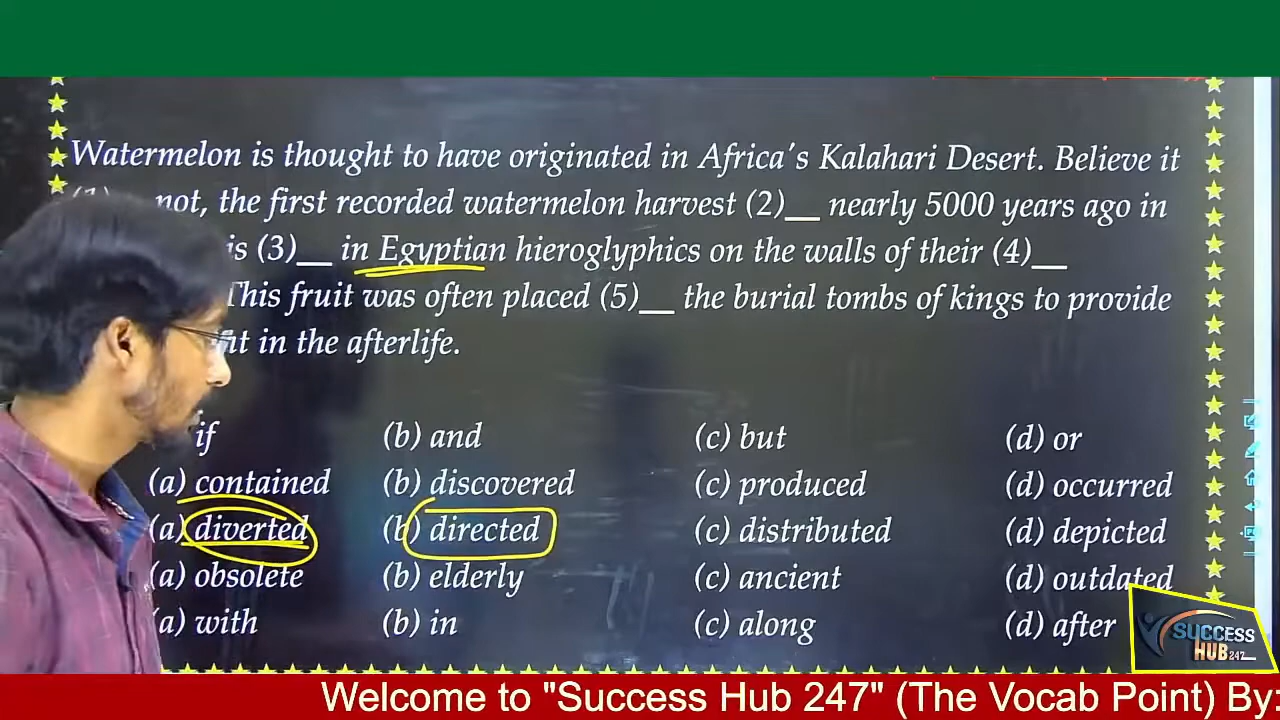 Watermelon is thought to have originated in Africa's Kalahari Desert. Believe it
not, the first recorded watermelon harvest (2)__ nearly 5000 years ago in
is (3)__ in Egyptian hieroglyphics on the walls of their (4)__
This fruit was often placed (5)__ the burial tombs of kings to provide
in the afterlife.
if (b) and (c) but (d) or
(a) contained (b) discovered (c) produced (d) occurred
(a) diverted (b) directed (c) distributed (d) depicted
(a) obsolete (b) elderly (c) ancient (d) outdated
(a) with (b) in (c) along (d) after
SUCCESS
HUB 247
Welcome to "Success Hub 247" (The Vocab Point) By: